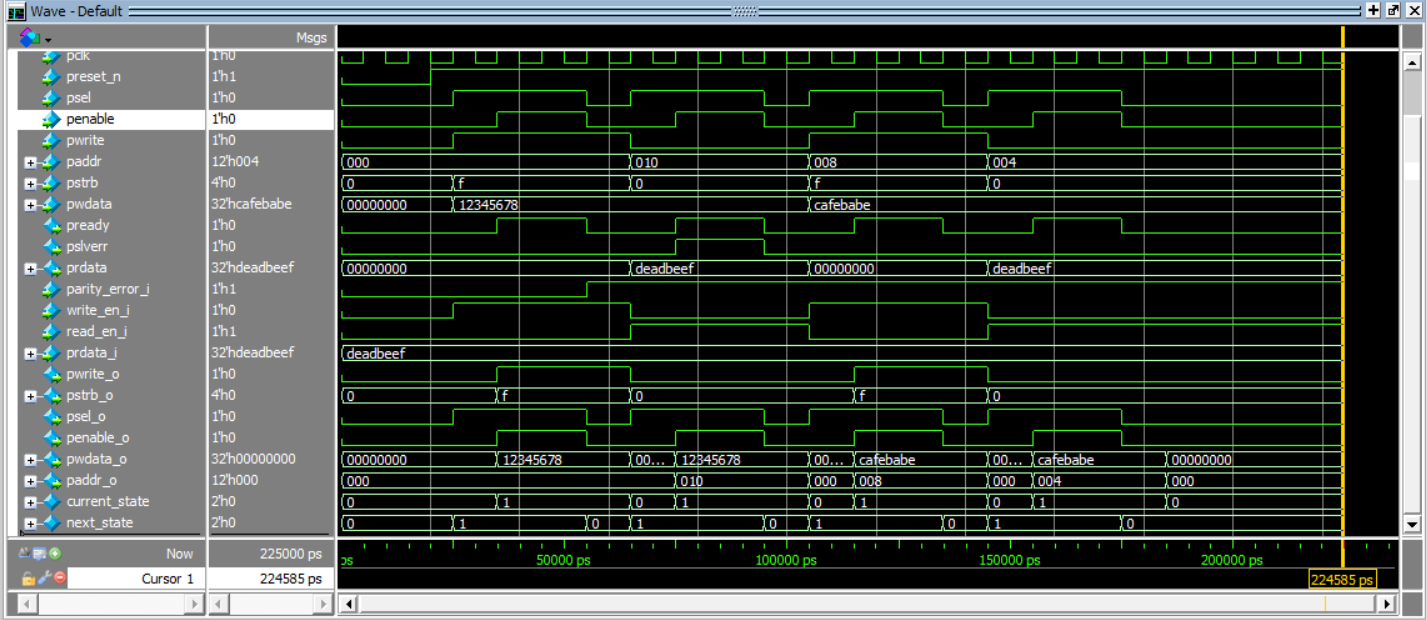 Wave - Default
Msgs
pclk 1'h0
preset_n 1'h1
psel 1'h0
penable 1'h0
pwrite 1'h0
paddr 12'h004 000 010 008 004
pstrb 4'h0 0 f 0 f 0
pwdata 32'hcafebabe 00000000 12345678 cafebabe
pready 1'h0
pslverr 1'h0
prdata 32'hdeadbeef 00000000 deadbeef 00000000 deadbeef
parity_error_i 1'h1
write_en_i 1'h0
read_en_i 1'h1
prdata_i 32'hdeadbeef deadbeef
pwrite_o 1'h0
pstrb_o 4'h0 0 f 0 f 0
psel_o 1'h0
penable_o 1'h0
pwdata_o 32'h00000000 00000000 12345678 00... 12345678 00... cafebabe 00... cafebabe 00000000
paddr_o 12'h000 000 010 000 008 000 004 000
current_state 2'h0 0 1 0 1 0 1 0 1 0
next_state 2'h0 0 1 0 1 0 1 0 1 0
Now 225000 ps ps 50000 ps 100000 ps 150000 ps 200000 ps
Cursor 1 224585 ps 224585 ps